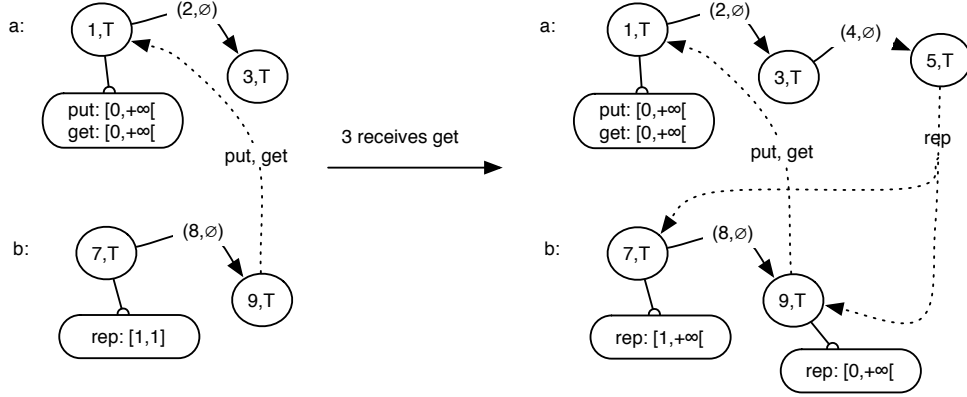 a:
1,T
(2,∅)
3,T
put: [0,+∞[
get: [0,+∞[
put, get
b:
7,T
(8,∅)
9,T
rep: [1,1]
3 receives get
a:
1,T
(2,∅)
3,T
(4,∅)
5,T
put: [0,+∞[
get: [0,+∞[
put, get
rep
b:
7,T
(8,∅)
9,T
rep: [1,+∞[
rep: [0,+∞[